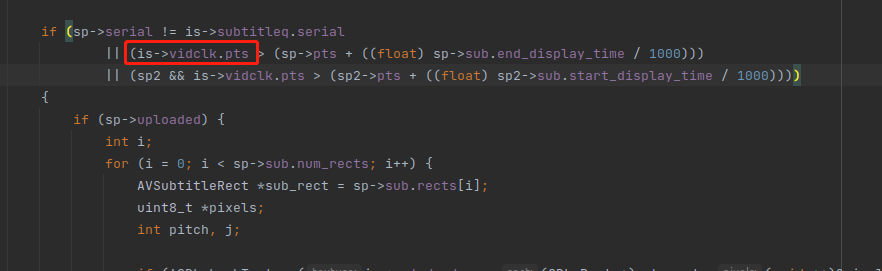 if (sp->serial != is->subtitleq.serial
|| (is->vidclk.pts > (sp->pts + ((float) sp->sub.end_display_time / 1000)))
|| (sp2 && is->vidclk.pts > (sp2->pts + ((float) sp2->sub.start_display_time / 1000))))
{
if (sp->uploaded) {
int i;
for (i = 0; i < sp->sub.num_rects; i++) {
AVSubtitleRect *sub_rect = sp->sub.rects[i];
uint8_t *pixels;
int pitch, j;